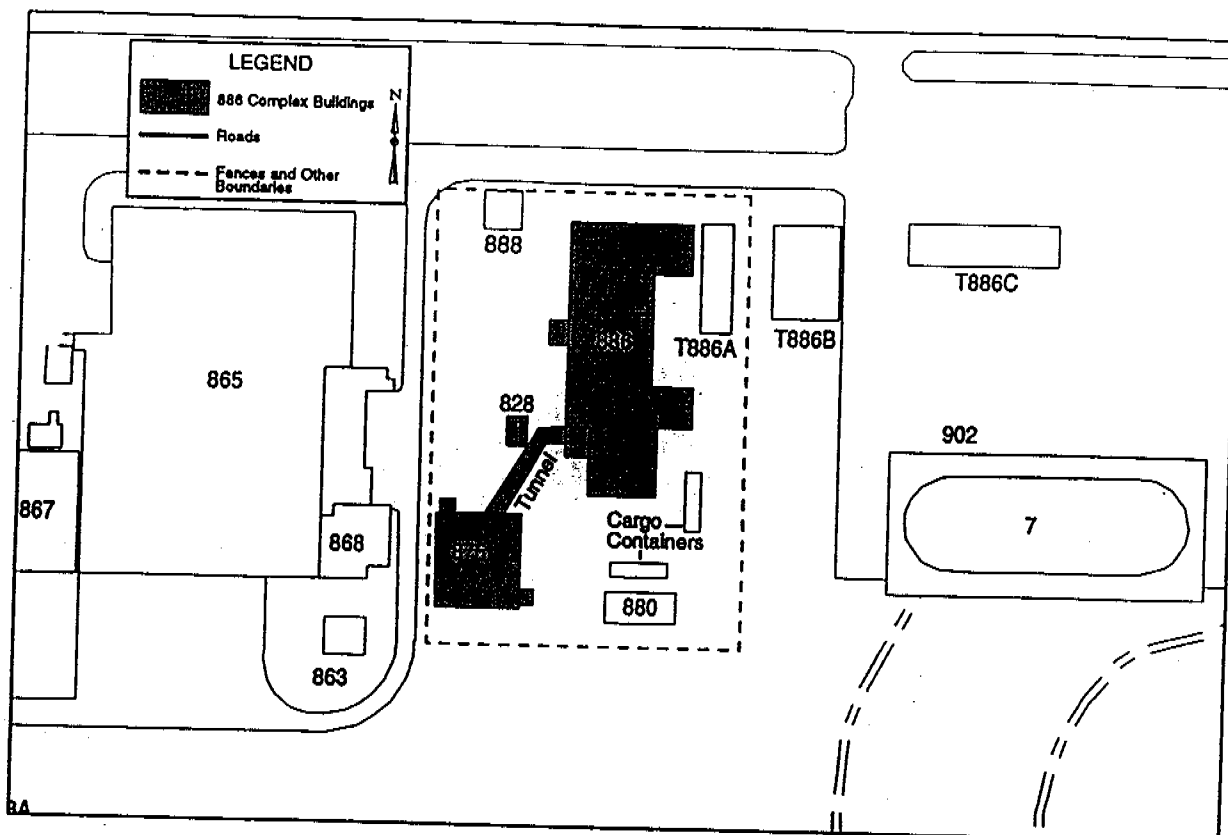 LEGEND
886 Complex Buildings
Roads
Fences and Other
Boundaries
N
888
886
T886A
T886B
T886C
865
828
Tunnel
902
7
867
868
Cargo
Containers
880
863